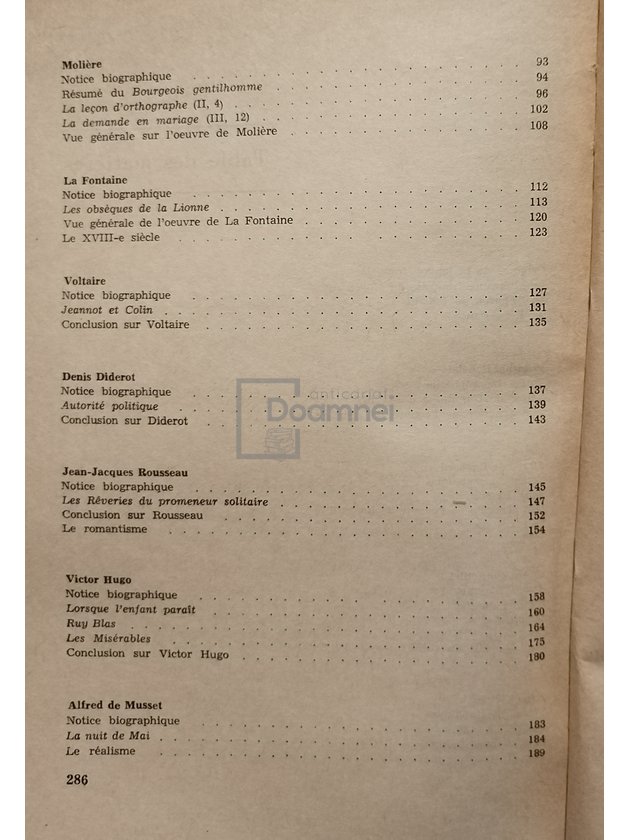 Molière
Notice biographique . . . . . . . . . . . . . . . . 93
Résumé du Bourgeois gentilhomme . . . . . . . . . . 94
La leçon d'orthographe (II, 4) . . . . . . . . . . . . 96
La demande en mariage (III, 12) . . . . . . . . . . . 102
Vue générale sur l'oeuvre de Molière . . . . . . . . . 108
La Fontaine
Notice biographique . . . . . . . . . . . . . . . . 112
Les obsèques de la Lionne . . . . . . . . . . . . . . 113
Vue générale de l'oeuvre de La Fontaine . . . . . . . . 120
Le XVIII-e siècle . . . . . . . . . . . . . . . . . 123
Voltaire
Notice biographique . . . . . . . . . . . . . . . . 127
Jeannot et Colin . . . . . . . . . . . . . . . . . 131
Conclusion sur Voltaire . . . . . . . . . . . . . . . 135
Denis Diderot
Notice biographique . . . . . . . . . . . . . . . . 137
Autorité politique . . . . . . . . . . . . . . . . . 139
Conclusion sur Diderot . . . . . . . . . . . . . . . 143
anticariat
Doamnei
Jean-Jacques Rousseau
Notice biographique . . . . . . . . . . . . . . . . 145
Les Rêveries du promeneur solitaire . . . . . . . . . . 147
Conclusion sur Rousseau . . . . . . . . . . . . . . 152
Le romantisme . . . . . . . . . . . . . . . . . . 154
Victor Hugo
Notice biographique . . . . . . . . . . . . . . . . 158
Lorsque l'enfant paraît . . . . . . . . . . . . . . . 160
Ruy Blas . . . . . . . . . . . . . . . . . . . . 164
Les Misérables . . . . . . . . . . . . . . . . . . 175
Conclusion sur Victor Hugo . . . . . . . . . . . . . 180
Alfred de Musset
Notice biographique . . . . . . . . . . . . . . . . 183
La nuit de Mai . . . . . . . . . . . . . . . . . . 184
Le réalisme . . . . . . . . . . . . . . . . . . . 189
286